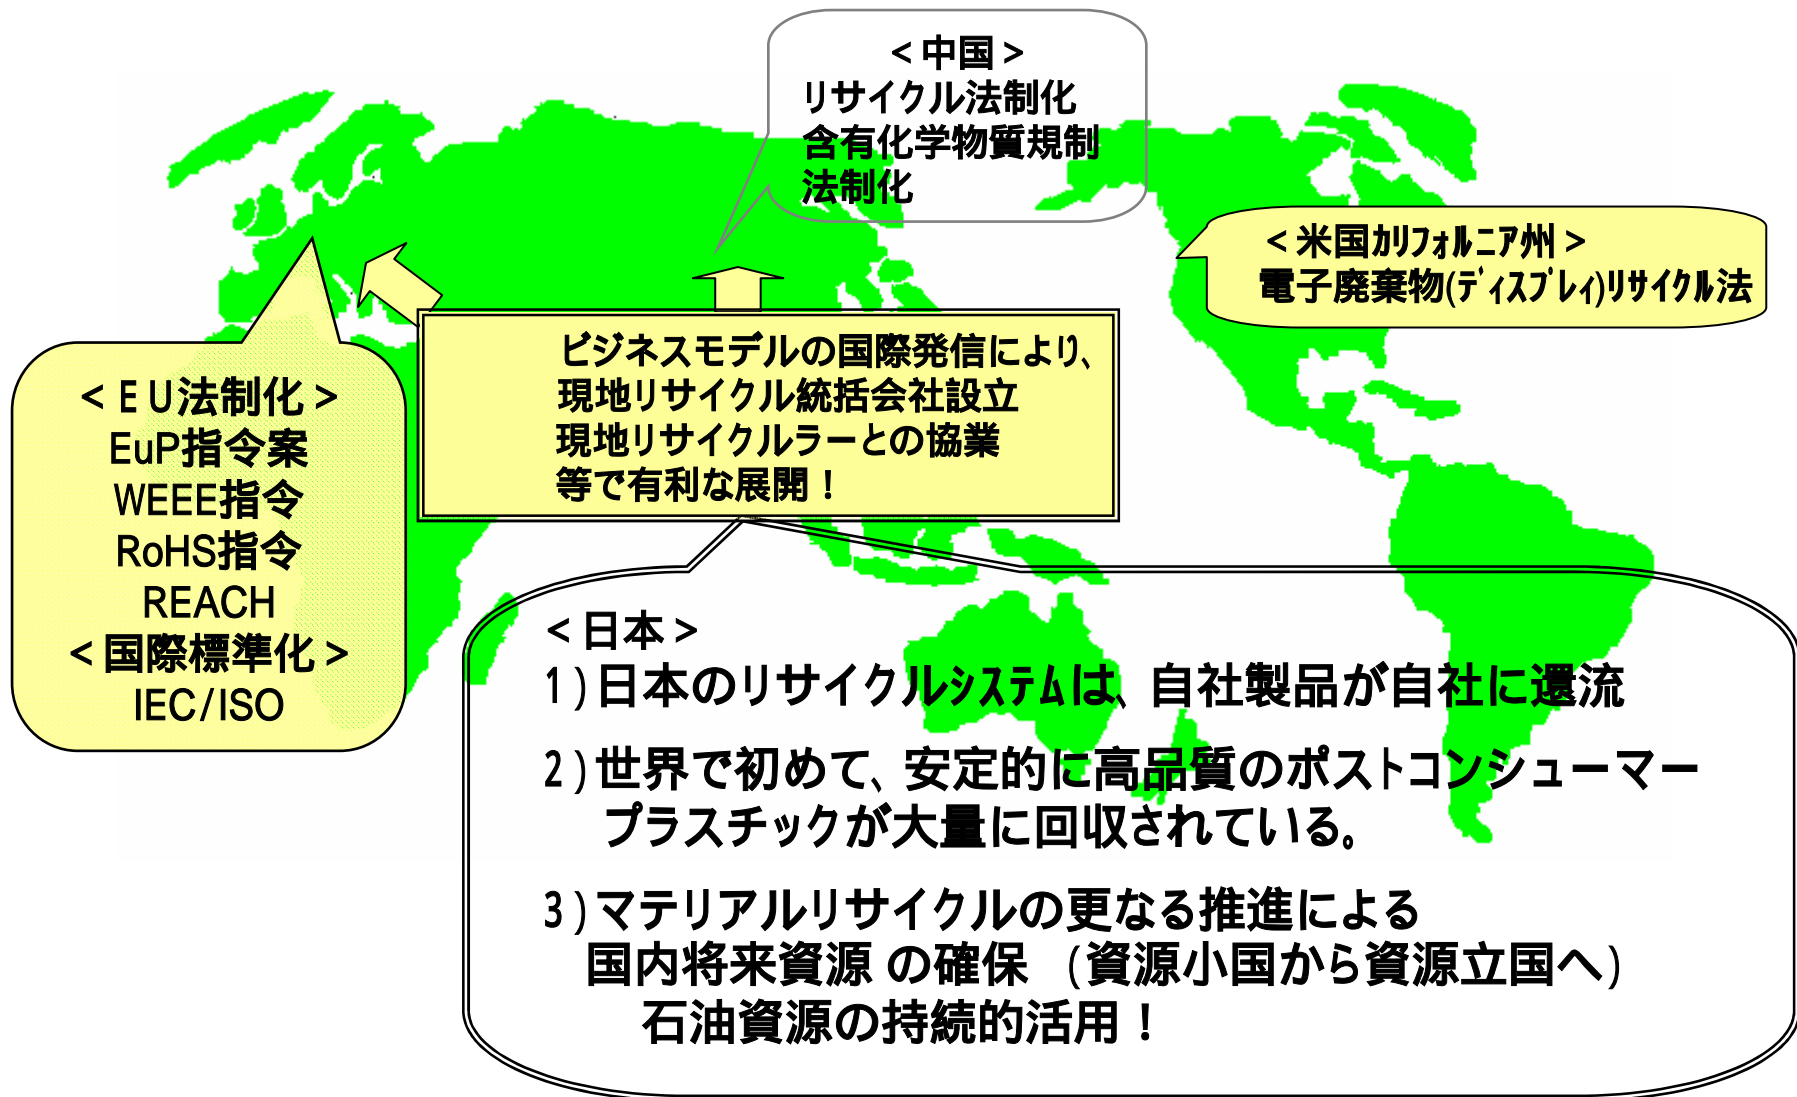 <中国>
リサイクル法制化
含有化学物質規制
法制化
<米国ｶﾘﾌｫﾙﾆｱ州>
電子廃棄物(ﾃﾞｨｽﾌﾟﾚｨ)ﾘｻｲｸﾙ法
ビジネスモデルの国際発信により、
現地リサイクル統括会社設立
現地リサイクルラーとの協業
等で有利な展開！
<ＥＵ法制化>
EuP指令案
WEEE指令
RoHS指令
REACH
<国際標準化>
IEC/ISO
<日本>
1)日本のリサイクルｼｽﾃﾑは、自社製品が自社に還流
2)世界で初めて、安定的に高品質のポストコンシューマー
プラスチックが大量に回収されている。
3)マテリアルリサイクルの更なる推進による
国内将来資源 の確保 (資源小国から資源立国へ)
石油資源の持続的活用！